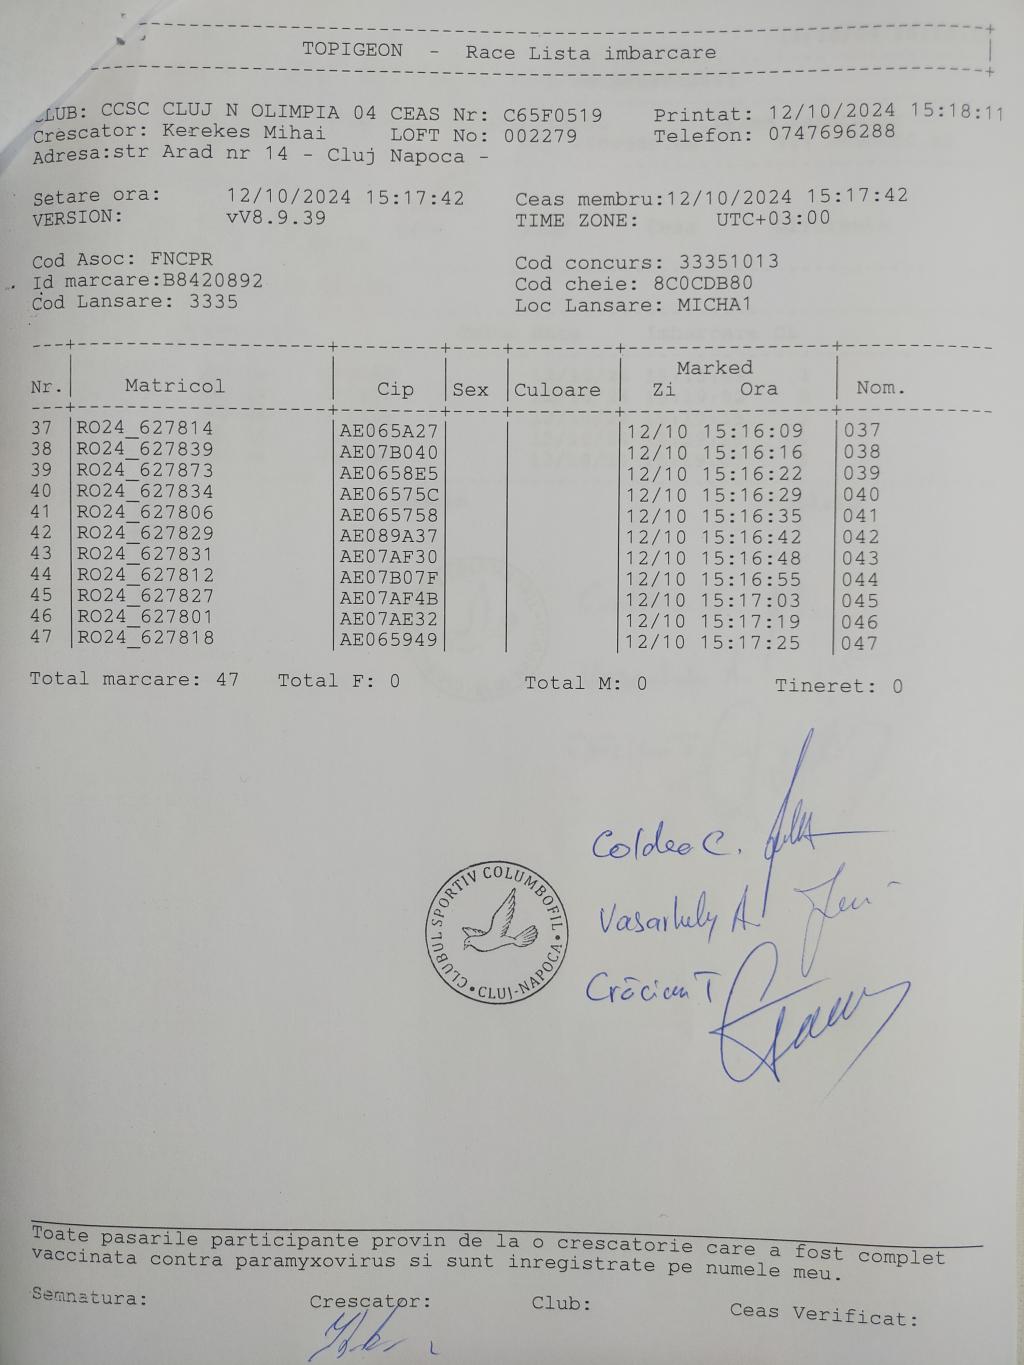 TOPIGEON - Race Lista imbarcare
CLUB: CCSC CLUJ N OLIMPIA 04 CEAS Nr: C65F0519 Printat: 12/10/2024 15:18:11
Crescator: Kerekes Mihai LOFT No: 002279 Telefon: 0747696288
Adresa:str Arad nr 14 - Cluj Napoca -
Setare ora: 12/10/2024 15:17:42 Ceas membru:12/10/2024 15:17:42
VERSION: vV8.9.39 TIME ZONE: UTC+03:00
Cod Asoc: FNCPR Cod concurs: 33351013
Id marcare:B8420892 Cod cheie: 8C0CDB80
Cod Lansare: 3335 Loc Lansare: MICHA1
Marked
Nr. Matricol Cip Sex Culoare Zi Ora Nom.
37 RO24_627814 AE065A27 12/10 15:16:09 037
38 RO24_627839 AE07B040 12/10 15:16:16 038
39 RO24_627873 AE0658E5 12/10 15:16:22 039
40 RO24_627834 AE06575C 12/10 15:16:29 040
41 RO24_627806 AE065758 12/10 15:16:35 041
42 RO24_627829 AE089A37 12/10 15:16:42 042
43 RO24_627831 AE07AF30 12/10 15:16:48 043
44 RO24_627812 AE07B07F 12/10 15:16:55 044
45 RO24_627827 AE07AF4B 12/10 15:17:03 045
46 RO24_627801 AE07AE32 12/10 15:17:19 046
47 RO24_627818 AE065949 12/10 15:17:25 047
Total marcare: 47 Total F: 0 Total M: 0 Tineret: 0
Coldea C.
Vasarhely A.
Crăciun T
CLUBUL SPORTIV COLUMBOFIL • CLUJ-NAPOCA •
Toate pasarile participante provin de la o crescatorie care a fost complet
vaccinata contra paramyxovirus si sunt inregistrate pe numele meu.
Semnatura: Crescator: Club: Ceas Verificat: